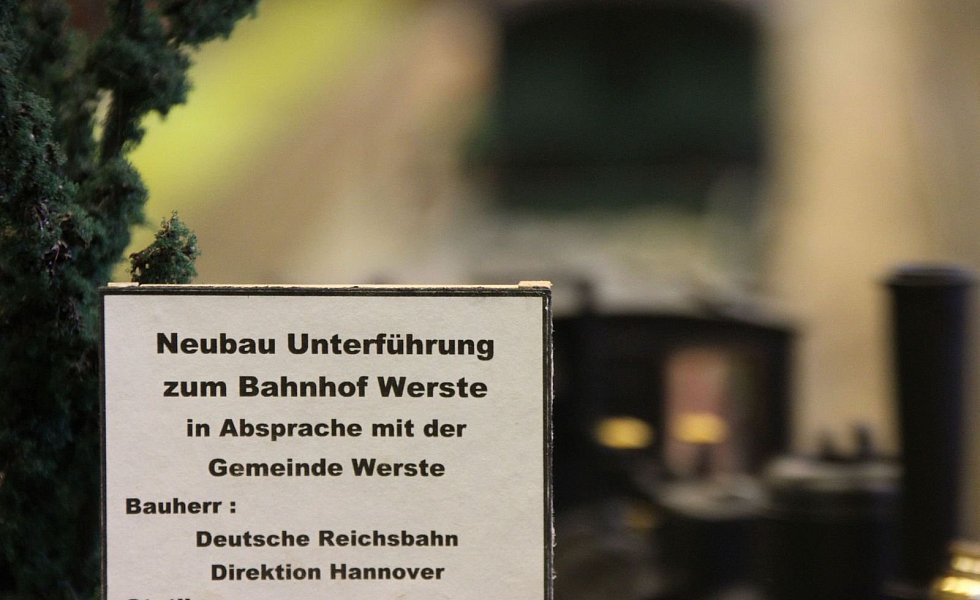 Neubau Unterführung
zum Bahnhof Werste
in Absprache mit der
Gemeinde Werste
Bauherr :
Deutsche Reichsbahn
Direktion Hannover